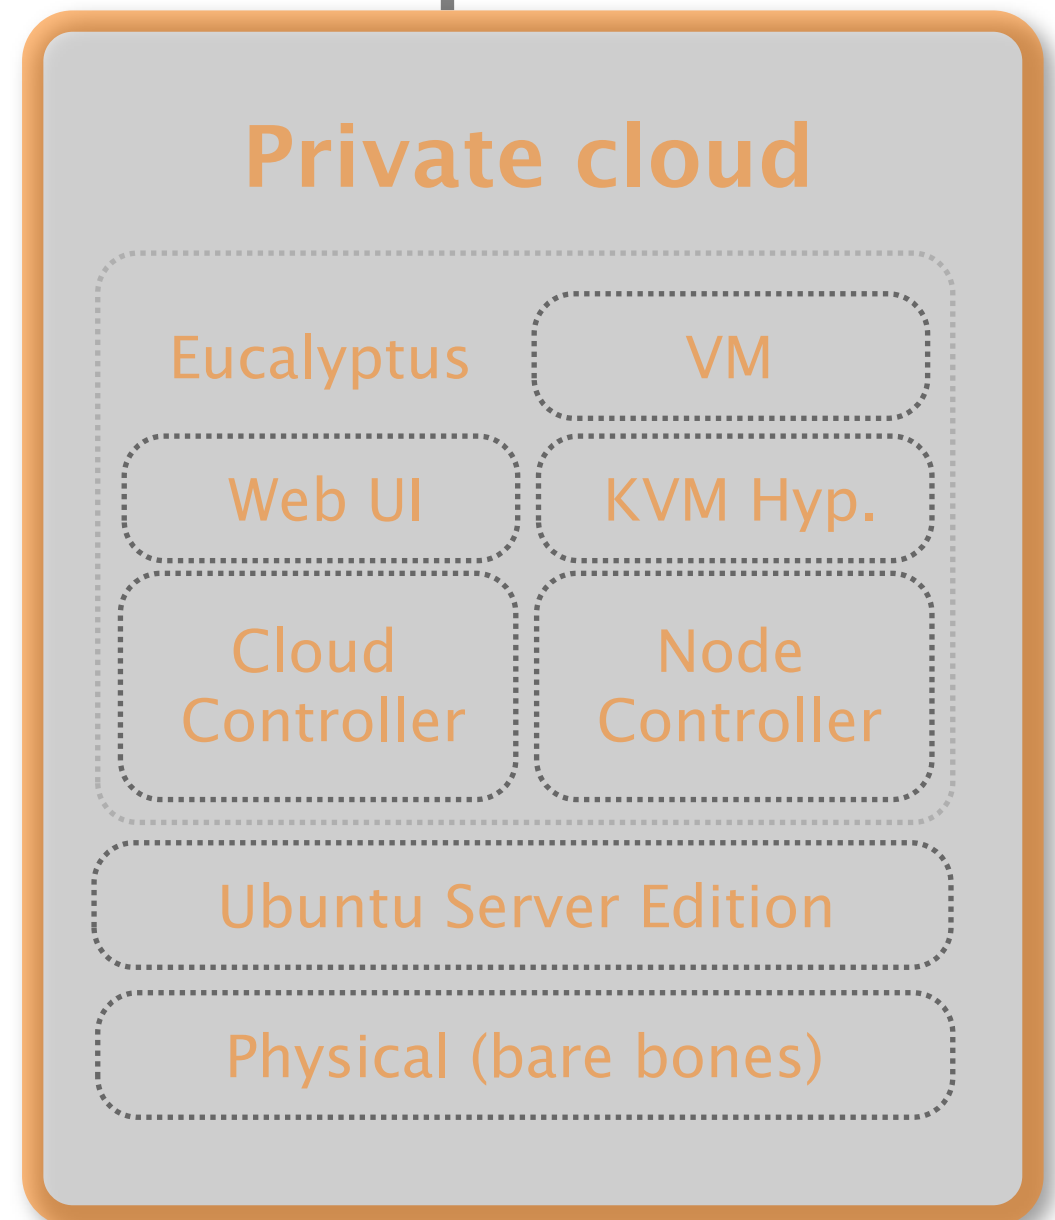 Private cloud
Eucalyptus
VM
Web UI
KVM Hyp.
Cloud
Controller
Node
Controller
Ubuntu Server Edition
Physical (bare bones)